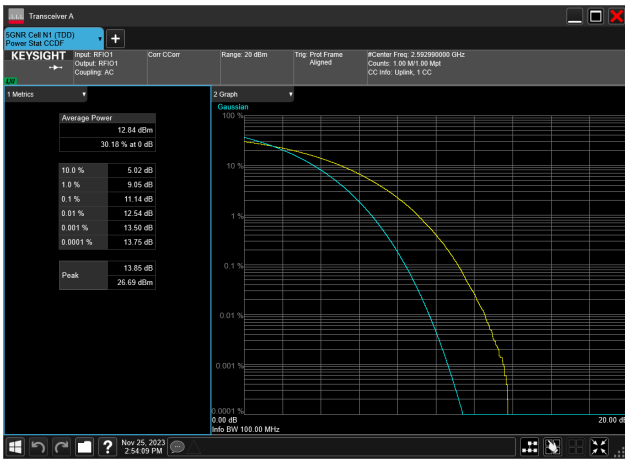 Transceiver A
5GNR Cell N1 (TDD)
Power Stat CCDF
KEYSIGHT
Input: RFIO1
Output: RFIO1
Coupling: AC
Corr CCorr
Range: 20 dBm
Trig: Prot Frame
Aligned
#Center Freq: 2.592990000 GHz
Counts: 1.00 M/1.00 Mpt
CC Info: Uplink, 1 CC
1 Metrics
Average Power
12.84 dBm
30.18 % at 0 dB
10.0 % 5.02 dB
1.0 % 9.05 dB
0.1 % 11.14 dB
0.01 % 12.54 dB
0.001 % 13.50 dB
0.0001 % 13.75 dB
Peak
13.85 dB
26.69 dBm
2 Graph
Gaussian
100 %
10 %
1 %
0.1 %
0.01 %
0.001 %
0.0001 %
0.00 dB
20.00 dB
Info BW 100.00 MHz
Nov 25, 2023
2:54:09 PM